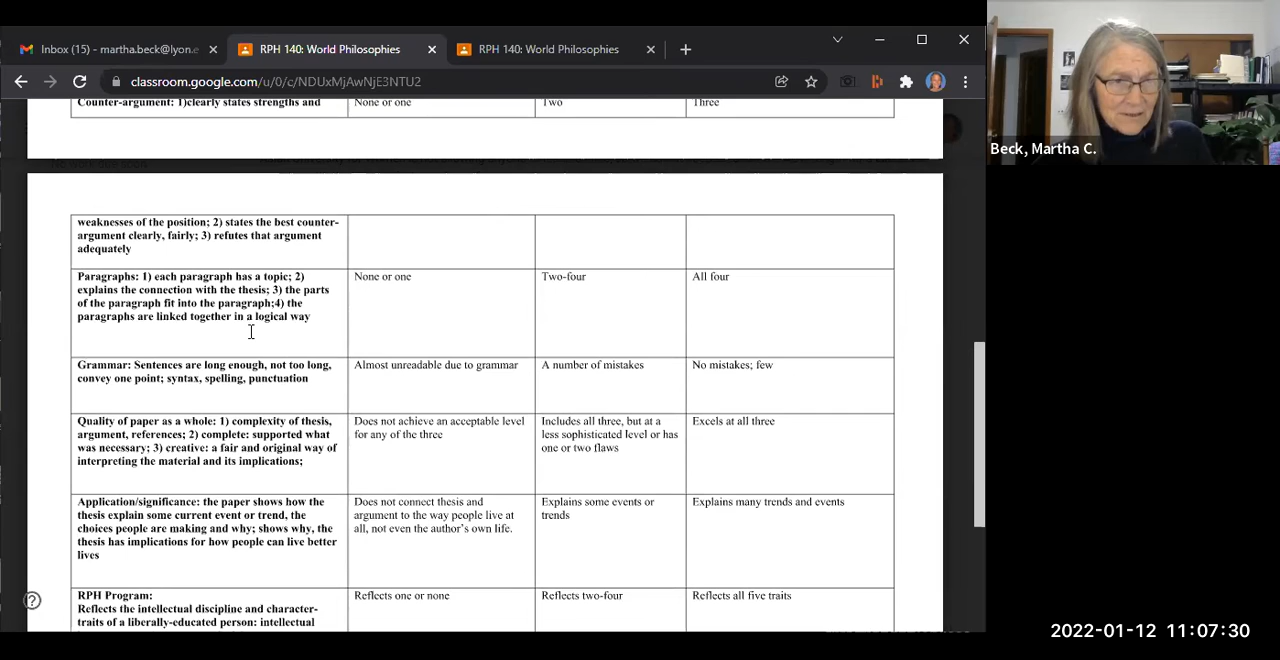 Inbox (15) - martha.beck@lyon.e
RPH 140: World Philosophies
RPH 140: World Philosophies
classroom.google.com/u/0/c/NDUxMjAwNjE3NTU2
Beck, Martha C.
Counter-argument: 1)clearly states strengths and
None or one
Two
Three
weaknesses of the position; 2) states the best counter-
argument clearly, fairly; 3) refutes that argument
adequately
Paragraphs: 1) each paragraph has a topic; 2)
explains the connection with the thesis; 3) the parts
of the paragraph fit into the paragraph;4) the
paragraphs are linked together in a logical way
None or one
Two-four
All four
Grammar: Sentences are long enough, not too long,
convey one point; syntax, spelling, punctuation
Almost unreadable due to grammar
A number of mistakes
No mistakes; few
Quality of paper as a whole: 1) complexity of thesis,
argument, references; 2) complete: supported what
was necessary; 3) creative: a fair and original way of
interpreting the material and its implications;
Does not achieve an acceptable level
for any of the three
Includes all three, but at a
less sophisticated level or has
one or two flaws
Excels at all three
Application/significance: the paper shows how the
thesis explain some current event or trend, the
choices people are making and why; shows why, the
thesis has implications for how people can live better
lives
Does not connect thesis and
argument to the way people live at
all, not even the author's own life.
Explains some events or
trends
Explains many trends and events
RPH Program:
Reflects the intellectual discipline and character-
traits of a liberally-educated person: intellectual
Reflects one or none
Reflects two-four
Reflects all five traits
2022-01-12 11:07:30